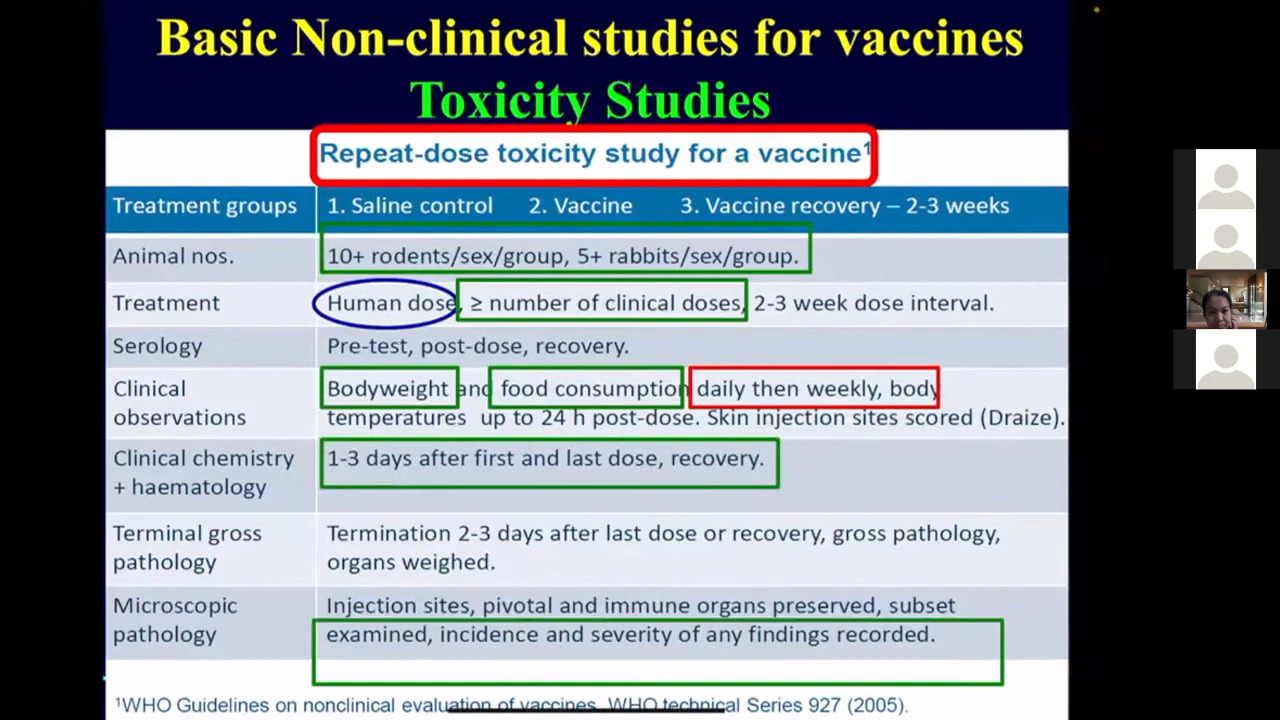 Basic Non-clinical studies for vaccines
Toxicity Studies
Repeat-dose toxicity study for a vaccine¹
Treatment groups 1. Saline control 2. Vaccine 3. Vaccine recovery – 2-3 weeks
Animal nos. 10+ rodents/sex/group, 5+ rabbits/sex/group.
Treatment Human dose, ≥ number of clinical doses, 2-3 week dose interval.
Serology Pre-test, post-dose, recovery.
Clinical Bodyweight and food consumption daily then weekly, body
observations temperatures up to 24 h post-dose. Skin injection sites scored (Draize).
Clinical chemistry 1-3 days after first and last dose, recovery.
+ haematology
Terminal gross Termination 2-3 days after last dose or recovery, gross pathology,
pathology organs weighed.
Microscopic Injection sites, pivotal and immune organs preserved, subset
pathology examined, incidence and severity of any findings recorded.
¹WHO Guidelines on nonclinical evaluation of vaccines. WHO technical Series 927 (2005).